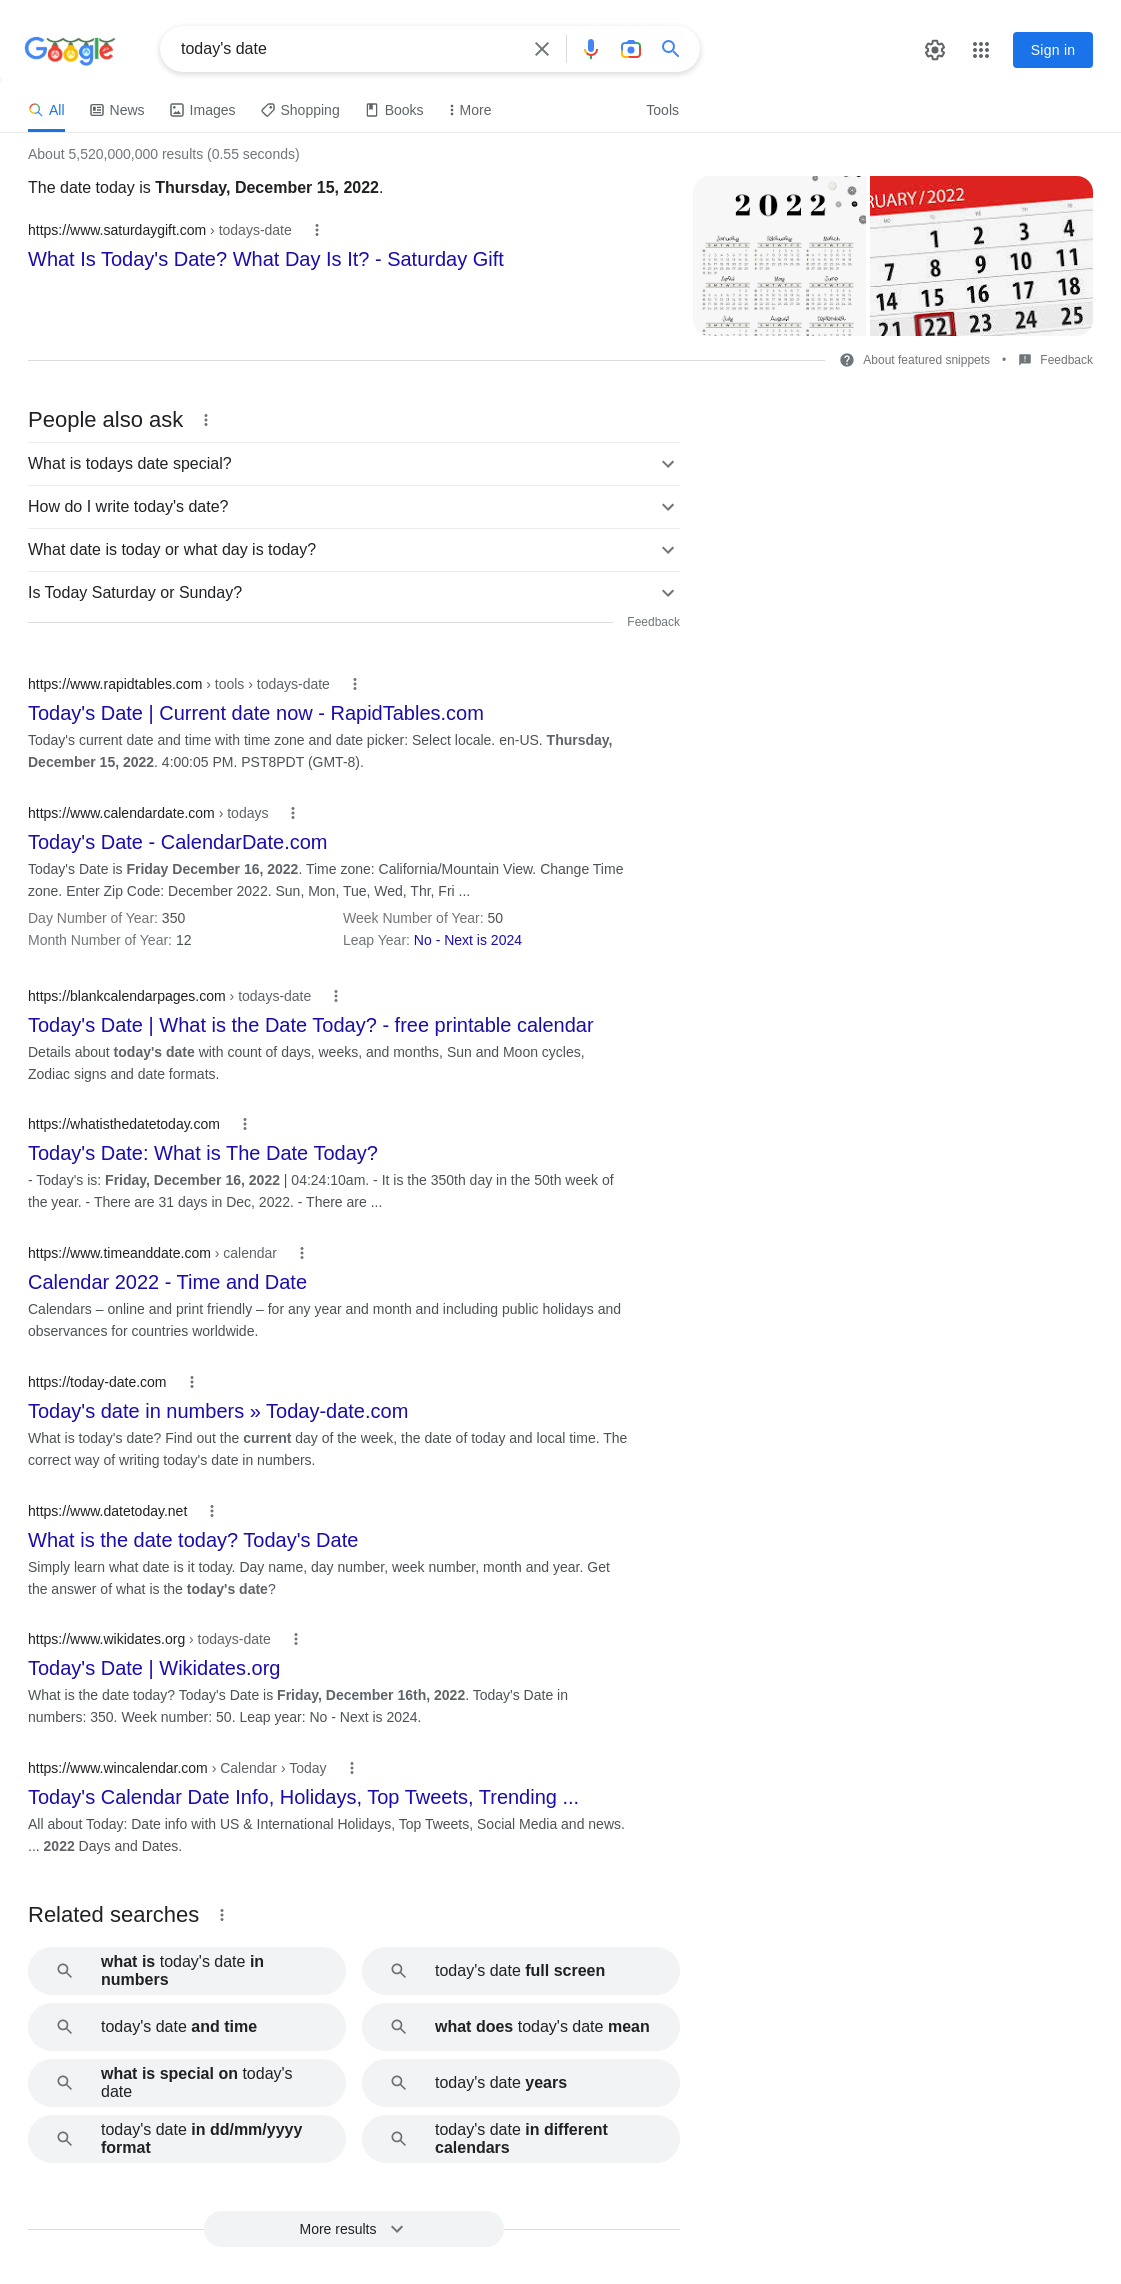 Google
today's date
Sign in
All
News
Images
Shopping
Books
More
Tools
About 5,520,000,000 results (0.55 seconds)
The date today is Thursday, December 15, 2022.
https://www.saturdaygift.com › todays-date
What Is Today's Date? What Day Is It? - Saturday Gift
2022
January February March
April May June
July August September
RUARY/2022
1 2 3 4
7 8 9 10 11
14 15 16 17 18
21 22 23 24 25
About featured snippets • Feedback
People also ask
What is todays date special?
How do I write today's date?
What date is today or what day is today?
Is Today Saturday or Sunday?
Feedback
https://www.rapidtables.com › tools › todays-date
Today's Date | Current date now - RapidTables.com
Today's current date and time with time zone and date picker: Select locale. en-US. Thursday,
December 15, 2022. 4:00:05 PM. PST8PDT (GMT-8).
https://www.calendardate.com › todays
Today's Date - CalendarDate.com
Today's Date is Friday December 16, 2022. Time zone: California/Mountain View. Change Time
zone. Enter Zip Code: December 2022. Sun, Mon, Tue, Wed, Thr, Fri ...
Day Number of Year: 350 Week Number of Year: 50
Month Number of Year: 12 Leap Year: No - Next is 2024
https://blankcalendarpages.com › todays-date
Today's Date | What is the Date Today? - free printable calendar
Details about today's date with count of days, weeks, and months, Sun and Moon cycles,
Zodiac signs and date formats.
https://whatisthedatetoday.com
Today's Date: What is The Date Today?
- Today's is: Friday, December 16, 2022 | 04:24:10am. - It is the 350th day in the 50th week of
the year. - There are 31 days in Dec, 2022. - There are ...
https://www.timeanddate.com › calendar
Calendar 2022 - Time and Date
Calendars – online and print friendly – for any year and month and including public holidays and
observances for countries worldwide.
https://today-date.com
Today's date in numbers » Today-date.com
What is today's date? Find out the current day of the week, the date of today and local time. The
correct way of writing today's date in numbers.
https://www.datetoday.net
What is the date today? Today's Date
Simply learn what date is it today. Day name, day number, week number, month and year. Get
the answer of what is the today's date?
https://www.wikidates.org › todays-date
Today's Date | Wikidates.org
What is the date today? Today's Date is Friday, December 16th, 2022. Today's Date in
numbers: 350. Week number: 50. Leap year: No - Next is 2024.
https://www.wincalendar.com › Calendar › Today
Today's Calendar Date Info, Holidays, Top Tweets, Trending ...
All about Today: Date info with US & International Holidays, Top Tweets, Social Media and news.
... 2022 Days and Dates.
Related searches
what is today's date in
numbers
today's date full screen
today's date and time
what does today's date mean
what is special on today's
date
today's date years
today's date in dd/mm/yyyy
format
today's date in different
calendars
More results